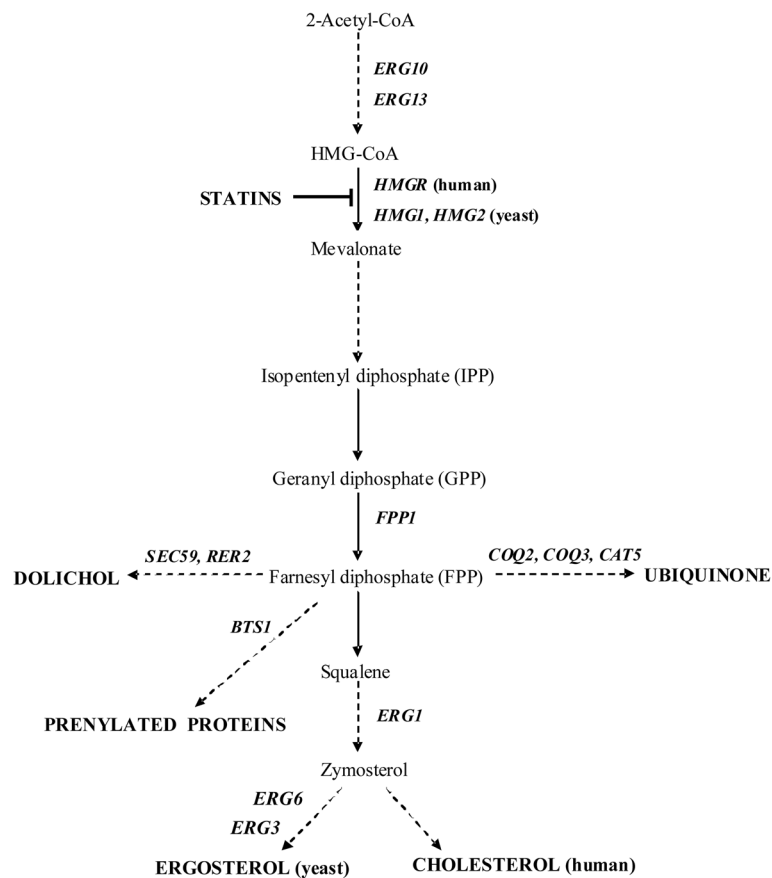 2-Acetyl-CoA
ERG10
ERG13
HMG-CoA
HMGR (human)
STATINS
HMG1, HMG2 (yeast)
Mevalonate
Isopentenyl diphosphate (IPP)
Geranyl diphosphate (GPP)
FPP1
SEC59, RER2
COQ2, COQ3, CAT5
DOLICHOL
Farnesyl diphosphate (FPP)
UBIQUINONE
BTS1
Squalene
PRENYLATED PROTEINS
ERG1
Zymosterol
ERG6
ERG3
ERGOSTEROL (yeast)
CHOLESTEROL (human)